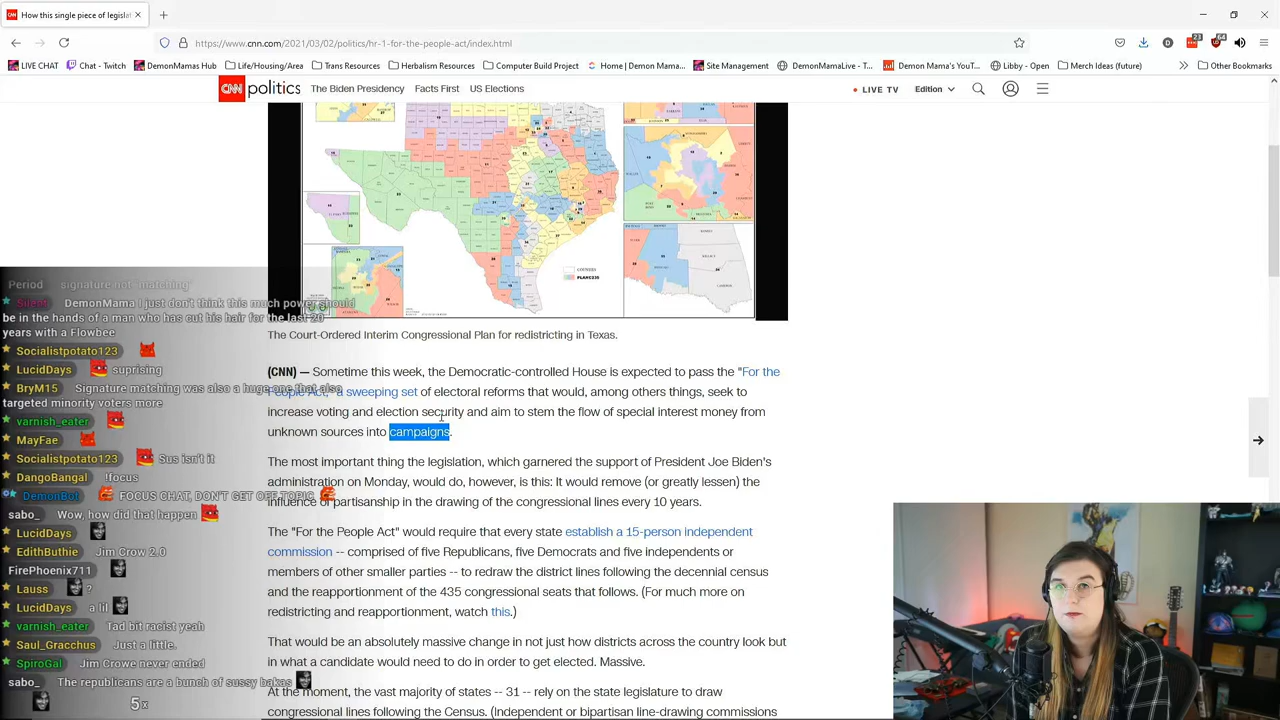 How this single piece of legislat
https://www.cnn.com/2021/03/02/politics/hr-1-for-the-people-act/index.html
23
64
LIVE CHAT
Chat - Twitch
DemonMamas Hub
Life/Housing/Area
Trans Resources
Herbalism Resources
Computer Build Project
Home | Demon Mama...
Site Management
DemonMamaLive - T...
Demon Mama's YouT...
Libby - Open
Merch Ideas (future)
Other Bookmarks
CNN politics
The Biden Presidency
Facts First
US Elections
LIVE TV
Edition
COUNTIES
PLANC235
The Court-Ordered Interim Congressional Plan for redistricting in Texas.
(CNN) — Sometime this week, the Democratic-controlled House is expected to pass the "For the
People Act," a sweeping set of electoral reforms that would, among others things, seek to
increase voting and election security and aim to stem the flow of special interest money from
unknown sources into campaigns.
The most important thing the legislation, which garnered the support of President Joe Biden's
administration on Monday, would do, however, is this: It would remove (or greatly lessen) the
influence of partisanship in the drawing of the congressional lines every 10 years.
The "For the People Act" would require that every state establish a 15-person independent
commission -- comprised of five Republicans, five Democrats and five independents or
members of other smaller parties -- to redraw the district lines following the decennial census
and the reapportionment of the 435 congressional seats that follows. (For much more on
redistricting and reapportionment, watch this.)
That would be an absolutely massive change in not just how districts across the country look but
in what a candidate would need to do in order to get elected. Massive.
At the moment, the vast majority of states -- 31 -- rely on the state legislature to draw
congressional lines following the Census. (Independent or bipartisan line-drawing commissions
Period signature not matching
Silent DemonMama I just don't think this much power should
be in the hands of a man who has cut his hair for the last 20
years with a Flowbee
Socialistpotato123
LucidDays suprising
BryM15 Signature matching was also a huge one that also
targeted minority voters more
varnish_eater
MayFae
Socialistpotato123 Sus isn't it
DangoBangal !focus
DemonBot FOCUS CHAT, DON'T GET OFF TOPIC
sabo_ Wow, how did that happen
LucidDays
EdithButhie Jim Crow 2.0
FirePhoenix711
Lauss ?
LucidDays a lil
varnish_eater Tad bit racist yeah
Saul_Gracchus Just a little.
SpiroGal Jim Crowe never ended
sabo_ The republicans are a bunch of sussy bakas
5x